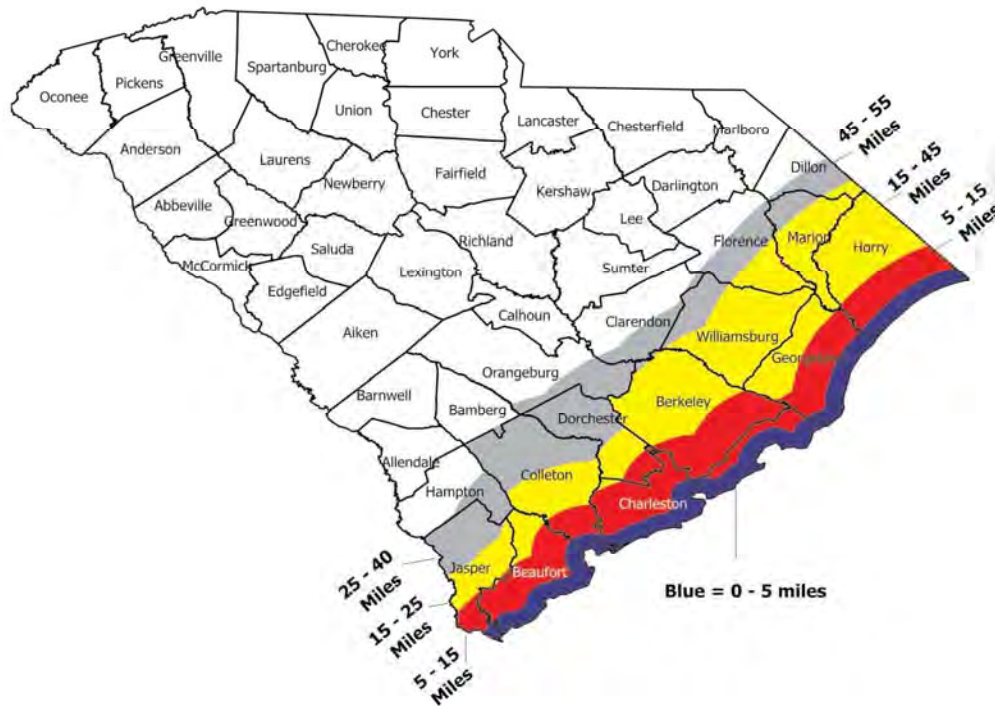 Cherokee
York
Greenville
Spartanburg
Pickens
Oconee
Union
Chester
Lancaster
Chesterfield
Marlboro
45 - 55
Miles
Anderson
Laurens
Fairfield
Dillon
15 - 45
Miles
Newberry
Kershaw
Darlington
Abbeville
Greenwood
Lee
5 - 15
Miles
Saluda
Richland
Florence
Marion
Horry
McCormick
Lexington
Sumter
Edgefield
Calhoun
Clarendon
Aiken
Williamsburg
Orangeburg
Barnwell
Bamberg
Dorchester
Berkeley
Allendale
Hampton
Colleton
Charleston
25 - 40
Miles
Jasper
Beaufort
Blue = 0 - 5 miles
15 - 25
Miles
5 - 15
Miles